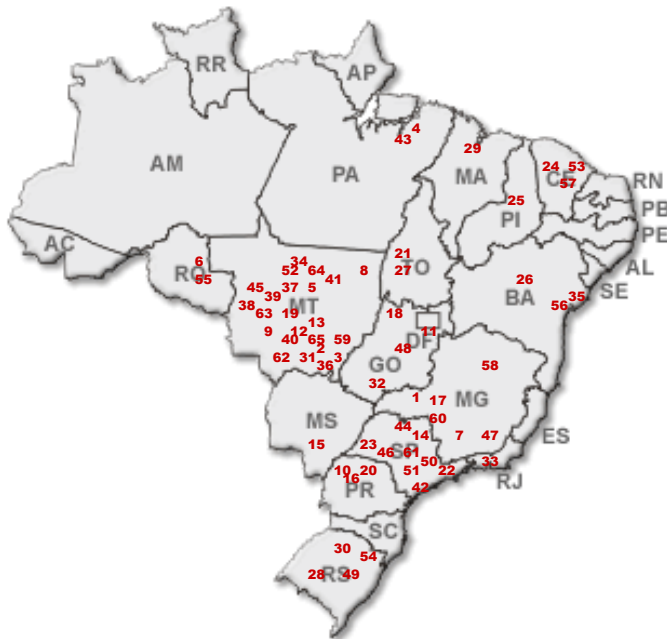 RR
AP
4
43
29
AM
24
53
PA
MA
CE
57
RN
25
PI
PB
PE
AC
6
RO
55
21
TO
27
AL
34
52
64
8
41
45
37
5
39
MT
38
63
19
13
9
12
40
65
59
2
62
31
3
36
26
BA
35
56
SE
18
11
DF
48
GO
32
58
1
17
MG
60
7
47
ES
MS
15
44
14
23
SP
46
61
50
51
22
33
RJ
42
10
20
16
PR
SC
30
54
28
RS
49